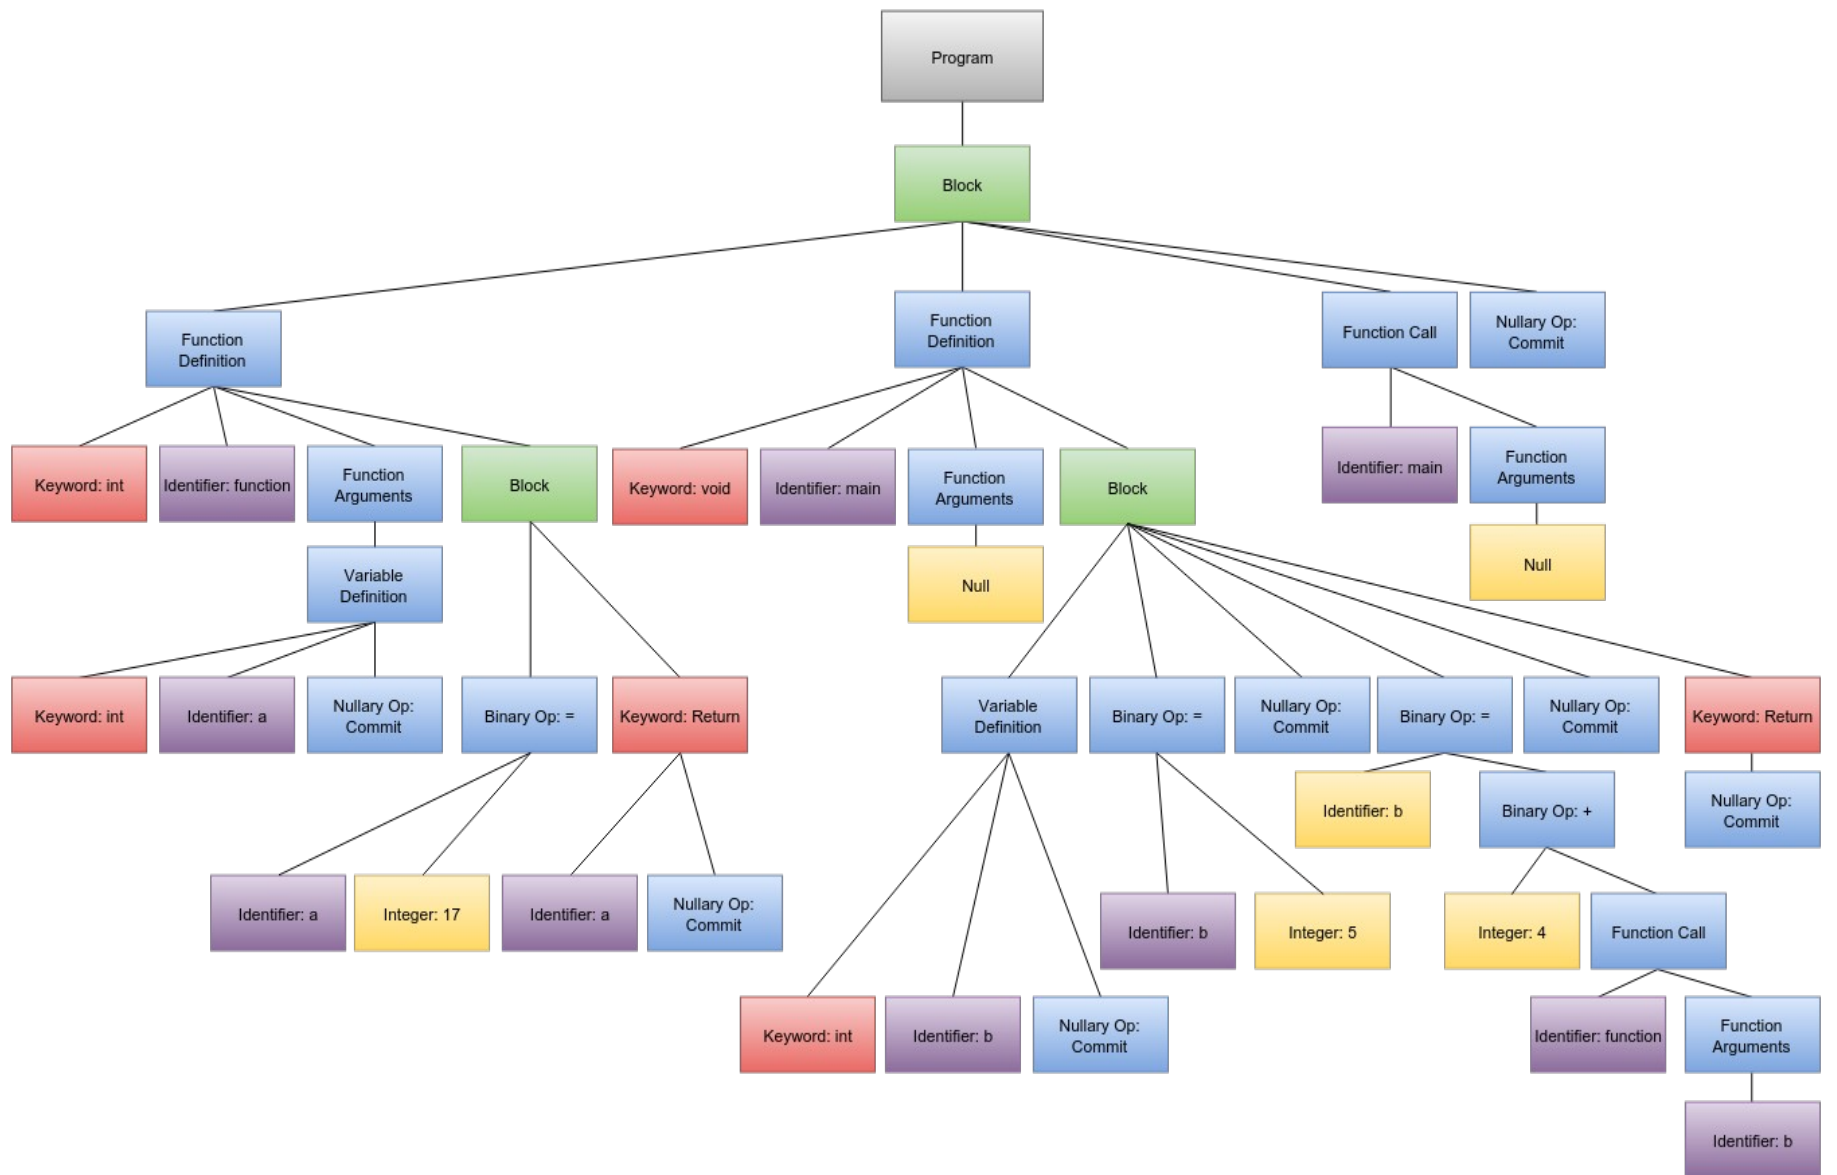 Program
Block
Function
Definition
Function
Definition
Function Call
Nullary Op:
Commit
Keyword: int
Identifier: function
Function
Arguments
Block
Keyword: void
Identifier: main
Function
Arguments
Block
Identifier: main
Function
Arguments
Variable
Definition
Null
Null
Keyword: int
Identifier: a
Nullary Op:
Commit
Binary Op: =
Keyword: Return
Variable
Definition
Binary Op: =
Nullary Op:
Commit
Binary Op: =
Nullary Op:
Commit
Keyword: Return
Identifier: b
Binary Op: +
Nullary Op:
Commit
Identifier: a
Integer: 17
Identifier: a
Nullary Op:
Commit
Identifier: b
Integer: 5
Integer: 4
Function Call
Keyword: int
Identifier: b
Nullary Op:
Commit
Identifier: function
Function
Arguments
Identifier: b